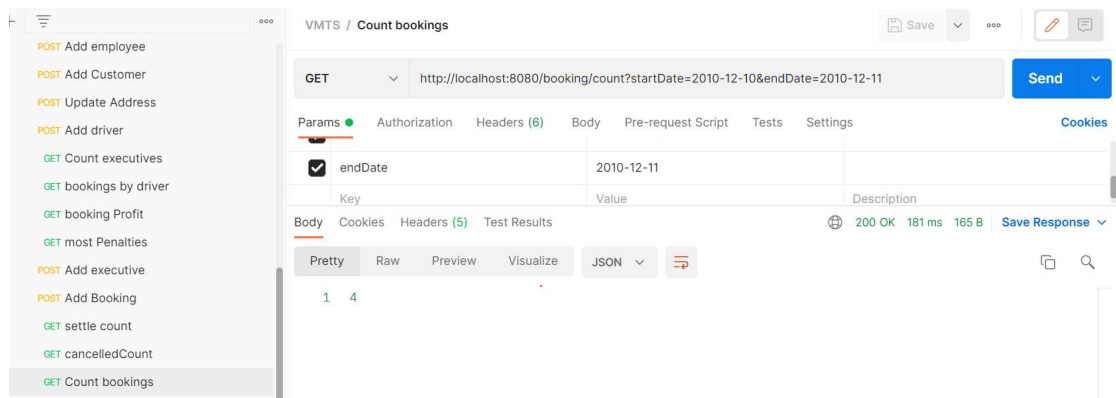 VMTS / Count bookings
Save
POST Add employee
POST Add Customer
POST Update Address
POST Add driver
GET Count executives
GET bookings by driver
GET booking Profit
GET most Penalties
POST Add executive
POST Add Booking
GET settle count
GET cancelledCount
GET Count bookings
GET http://localhost:8080/booking/count?startDate=2010-12-10&endDate=2010-12-11 Send
Params Authorization Headers (6) Body Pre-request Script Tests Settings Cookies
endDate 2010-12-11
Key Value Description
Body Cookies Headers (5) Test Results 200 OK 181 ms 165 B Save Response
Pretty Raw Preview Visualize JSON
1 4